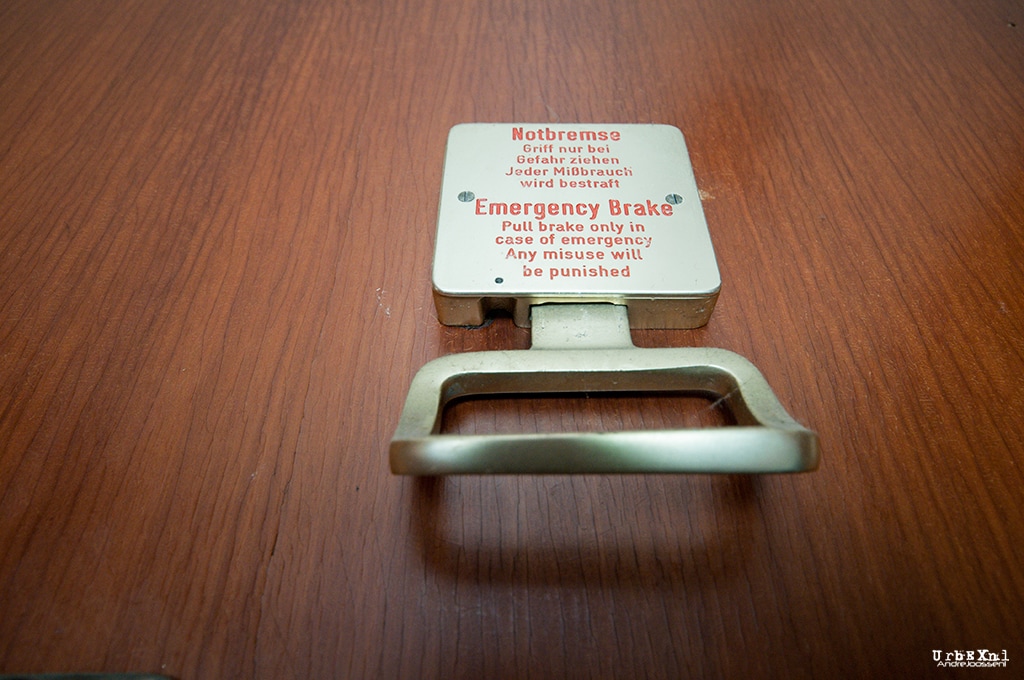 Notbremse
Griff nur bei
Gefahr ziehen
Jeder Mißbrauch
wird bestraft
Emergency Brake
Pull brake only in
case of emergency
Any misuse will
be punished
UrbEXnl
AndreJoosse.nl